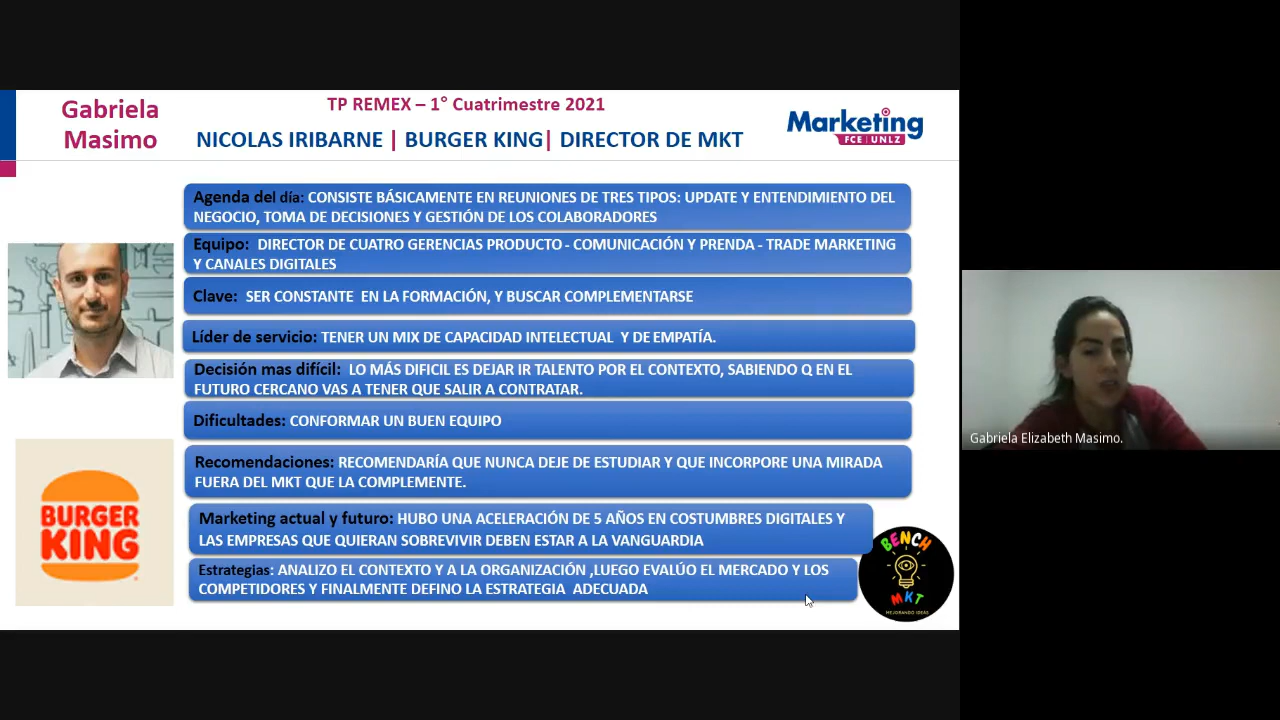 Gabriela
Masimo
TP REMEX – 1° Cuatrimestre 2021
NICOLAS IRIBARNE | BURGER KING| DIRECTOR DE MKT
Marketing
FCE | UNLZ
Agenda del día: CONSISTE BÁSICAMENTE EN REUNIONES DE TRES TIPOS: UPDATE Y ENTENDIMIENTO DEL
NEGOCIO, TOMA DE DECISIONES Y GESTIÓN DE LOS COLABORADORES
Equipo: DIRECTOR DE CUATRO GERENCIAS PRODUCTO - COMUNICACIÓN Y PRENDA - TRADE MARKETING
Y CANALES DIGITALES
Clave: SER CONSTANTE EN LA FORMACIÓN, Y BUSCAR COMPLEMENTARSE
Líder de servicio: TENER UN MIX DE CAPACIDAD INTELECTUAL Y DE EMPATÍA.
Decisión mas difícil: LO MÁS DIFICIL ES DEJAR IR TALENTO POR EL CONTEXTO, SABIENDO Q EN EL
FUTURO CERCANO VAS A TENER QUE SALIR A CONTRATAR.
Dificultades: CONFORMAR UN BUEN EQUIPO
Recomendaciones: RECOMENDARÍA QUE NUNCA DEJE DE ESTUDIAR Y QUE INCORPORE UNA MIRADA
FUERA DEL MKT QUE LA COMPLEMENTE.
Marketing actual y futuro: HUBO UNA ACELERACIÓN DE 5 AÑOS EN COSTUMBRES DIGITALES Y
LAS EMPRESAS QUE QUIERAN SOBREVIVIR DEBEN ESTAR A LA VANGUARDIA
Estrategias: ANALIZO EL CONTEXTO Y A LA ORGANIZACIÓN ,LUEGO EVALÚO EL MERCADO Y LOS
COMPETIDORES Y FINALMENTE DEFINO LA ESTRATEGIA ADECUADA
BURGER
KING
BENCH
MKT
MEJORANDO IDEAS
Gabriela Elizabeth Masimo.